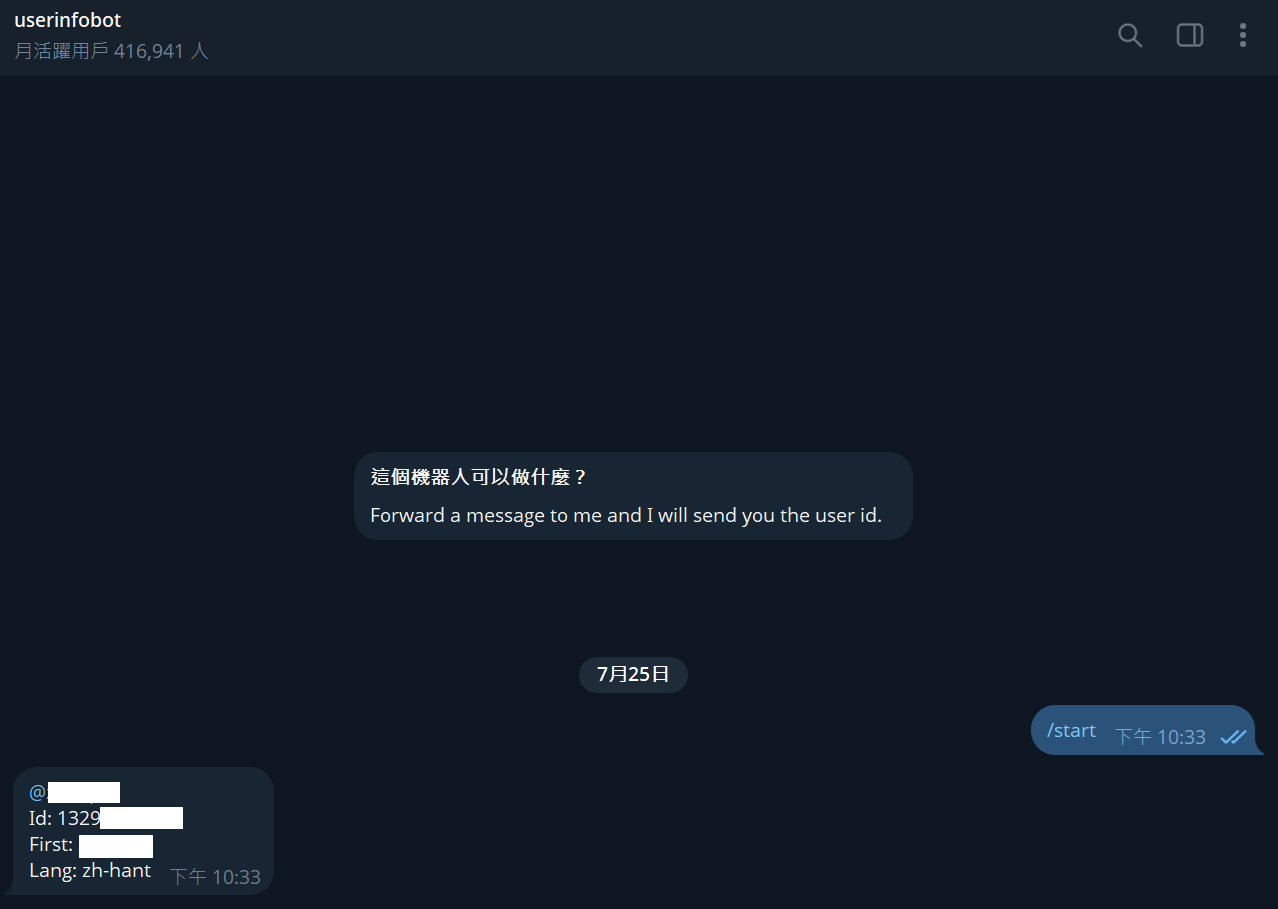 userinfobot
月活躍用戶 416,941 人
這個機器人可以做什麼？
Forward a message to me and I will send you the user id.
7月25日
/start 下午 10:33
@
Id: 1329
First:
Lang: zh-hant 下午 10:33